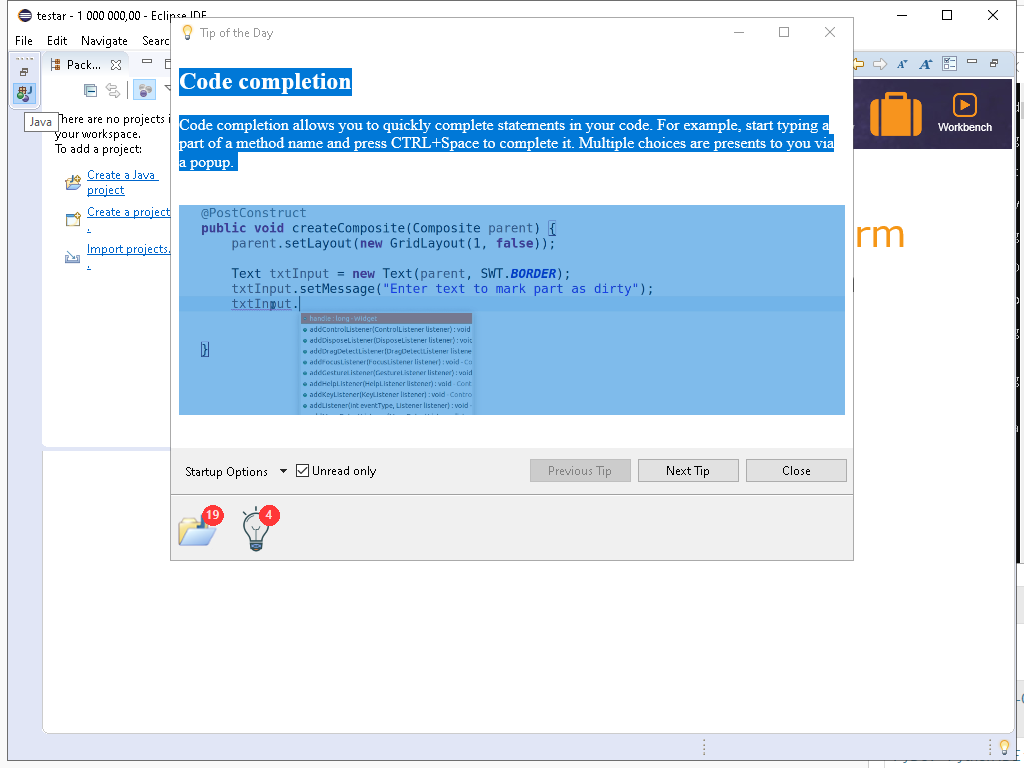 testar - 1 000 000,00 - Eclipse IDE
File Edit Navigate Searc
Tip of the Day
Pack...
Java
There are no projects i
your workspace.
To add a project:
Create a Java
project
Create a project
.
Import projects.
.
Workbench
rm
Code completion
Code completion allows you to quickly complete statements in your code. For example, start typing a
part of a method name and press CTRL+Space to complete it. Multiple choices are presents to you via
a popup.
@PostConstruct
public void createComposite(Composite parent) {
parent.setLayout(new GridLayout(1, false));
Text txtInput = new Text(parent, SWT.BORDER);
txtInput.setMessage("Enter text to mark part as dirty");
txtInput.
handle : long - Widget
addControlListener(ControlListener listener) : void
addDisposeListener(DisposeListener listener) : void
addDragDetectListener(DragDetectListener listene
addFocusListener(FocusListener listener) : void - Co
addGestureListener(GestureListener listener) : void
addHelpListener(HelpListener listener) : void - Cont
addKeyListener(KeyListener listener) : void - Contro
addListener(int eventType, Listener listener) : void -
}
Startup Options Unread only Previous Tip Next Tip Close
19 4